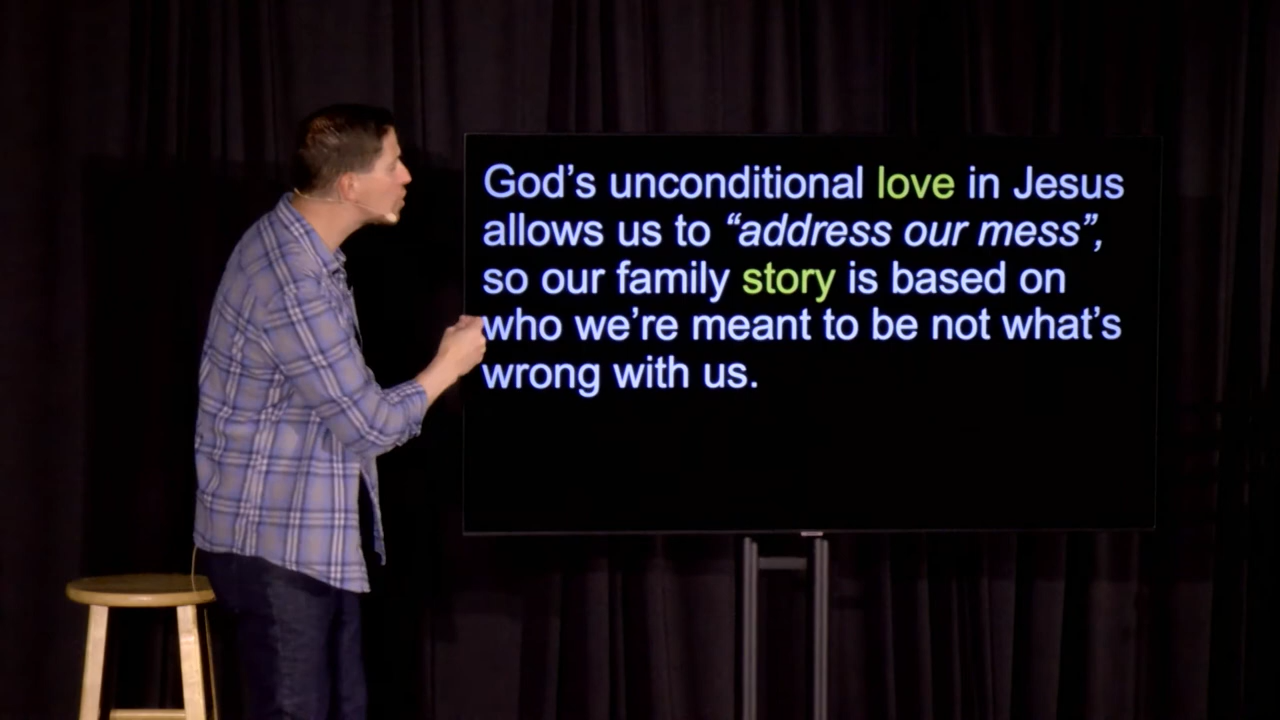 God’s unconditional love in Jesus
allows us to “address our mess”,
so our family story is based on
who we’re meant to be not what’s
wrong with us.